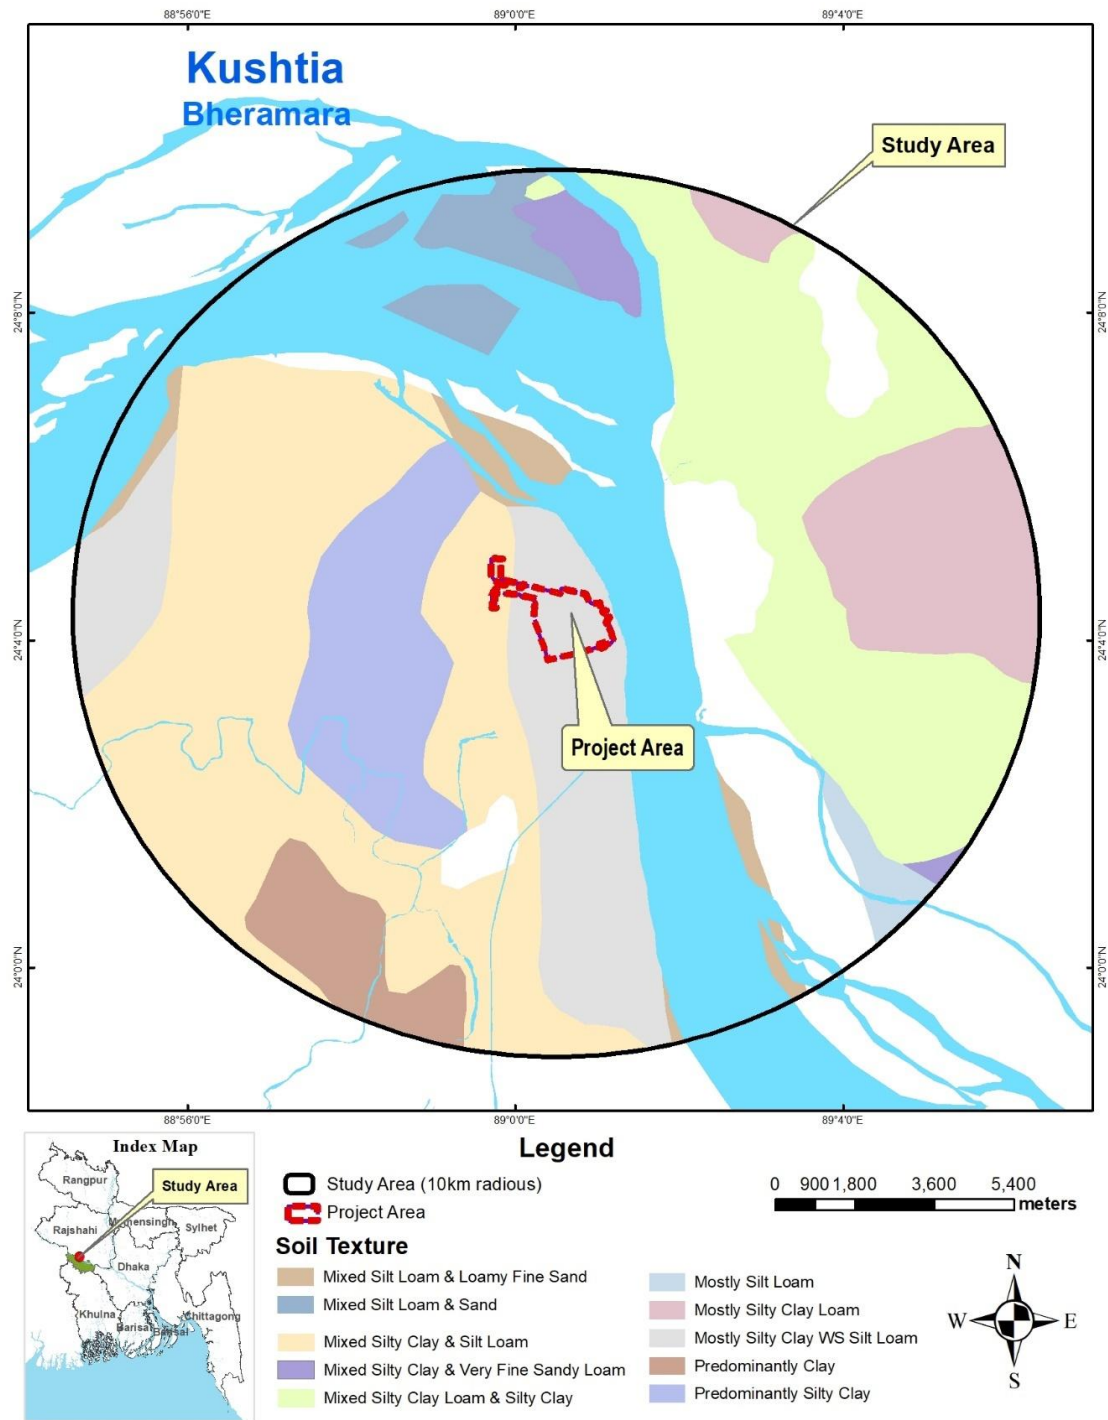 88°56'0"E 89°0'0"E 89°4'0"E
Kushtia
Bheramara
Study Area
24°8'0"N 24°8'0"N
24°4'0"N 24°4'0"N
Project Area
24°0'0"N 24°0'0"N
88°56'0"E 89°0'0"E 89°4'0"E
Index Map
Study Area
Rangpur
Rajshahi
Sylhet
Dhaka
Khulna
Barisal
Chittagong
Legend
Study Area (10km radious)
Project Area
Soil Texture
Mixed Silt Loam & Loamy Fine Sand
Mixed Silt Loam & Sand
Mixed Silty Clay & Silt Loam
Mixed Silty Clay & Very Fine Sandy Loam
Mixed Silty Clay Loam & Silty Clay
Mostly Silt Loam
Mostly Silty Clay Loam
Mostly Silty Clay WS Silt Loam
Predominantly Clay
Predominantly Silty Clay
0 900 1,800 3,600 5,400
meters
N
W E
S